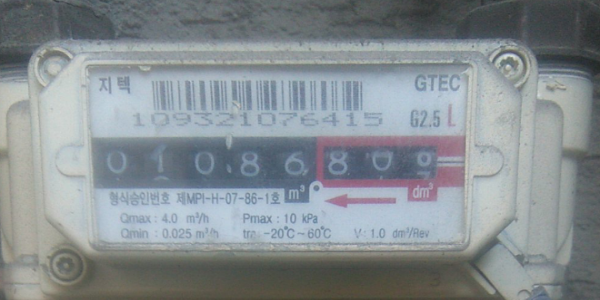 지텍 GTEC
109321076415 G2.5 L
01086809
형식승인번호 제MPI-H-07-86-1호 m³ dm³
Qmax : 4.0 m³/h Pmax : 10 kPa
Qmin : 0.025 m³/h trm -20℃~60℃ V : 1.0 dm³/Rev